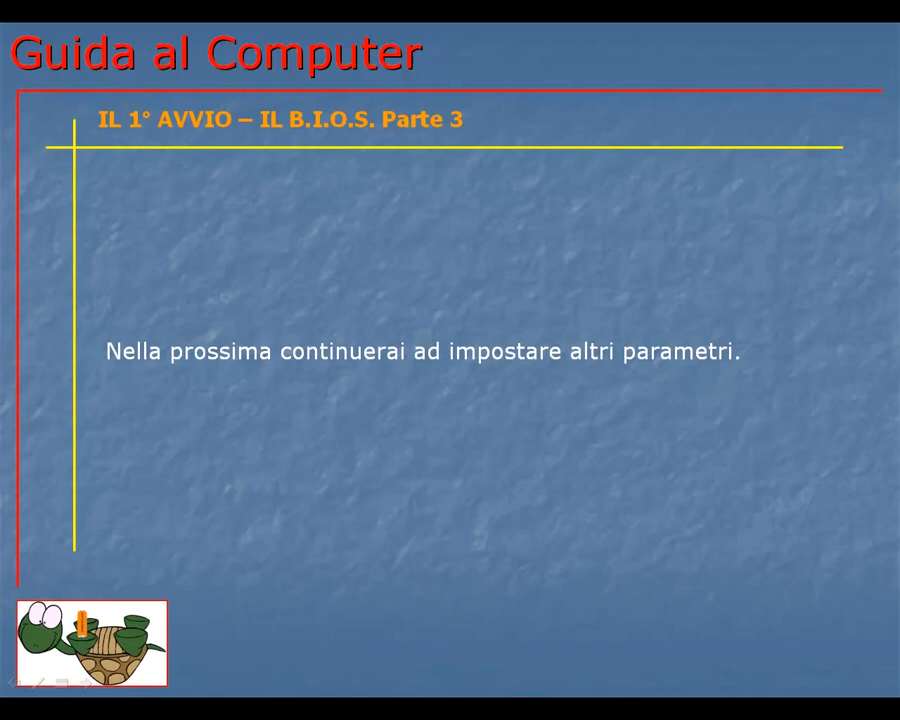 Guida al Computer
IL 1° AVVIO – IL B.I.O.S. Parte 3
Nella prossima continuerai ad impostare altri parametri.